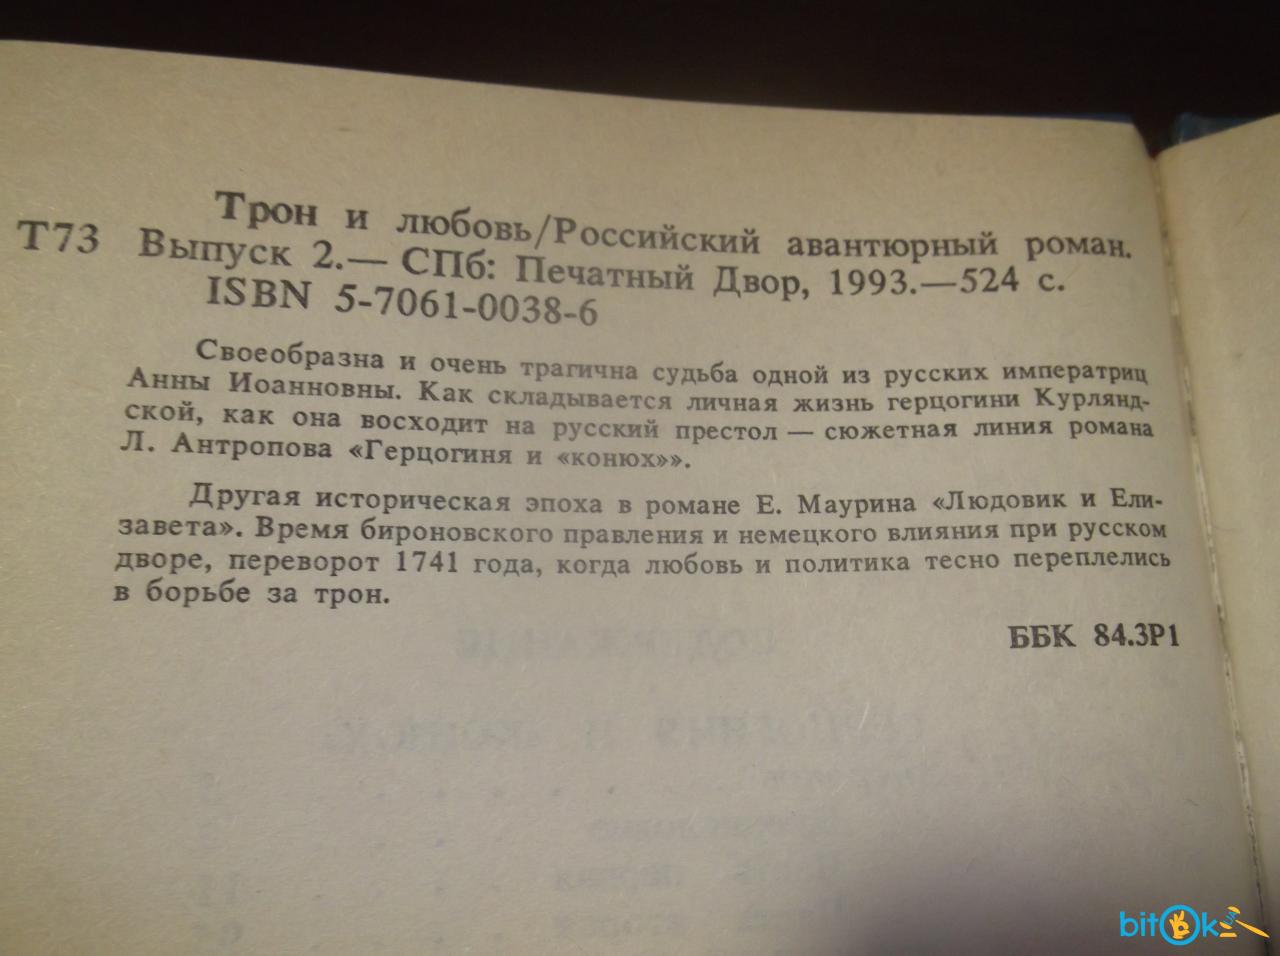 Трон и любовь/Российский авантюрный роман.
Т73 Выпуск 2.— СПб: Печатный Двор, 1993.—524 с.
ISBN 5-7061-0038-6
Своеобразна и очень трагична судьба одной из русских императриц
Анны Иоанновны. Как складывается личная жизнь герцогини Курлянд-
ской, как она восходит на русский престол — сюжетная линия романа
Л. Антропова «Герцогиня и «конюх»».
Другая историческая эпоха в романе Е. Маурина «Людовик и Ели-
завета». Время бироновского правления и немецкого влияния при русском
дворе, переворот 1741 года, когда любовь и политика тесно переплелись
в борьбе за трон.
ББК 84.3Р1
bitOk